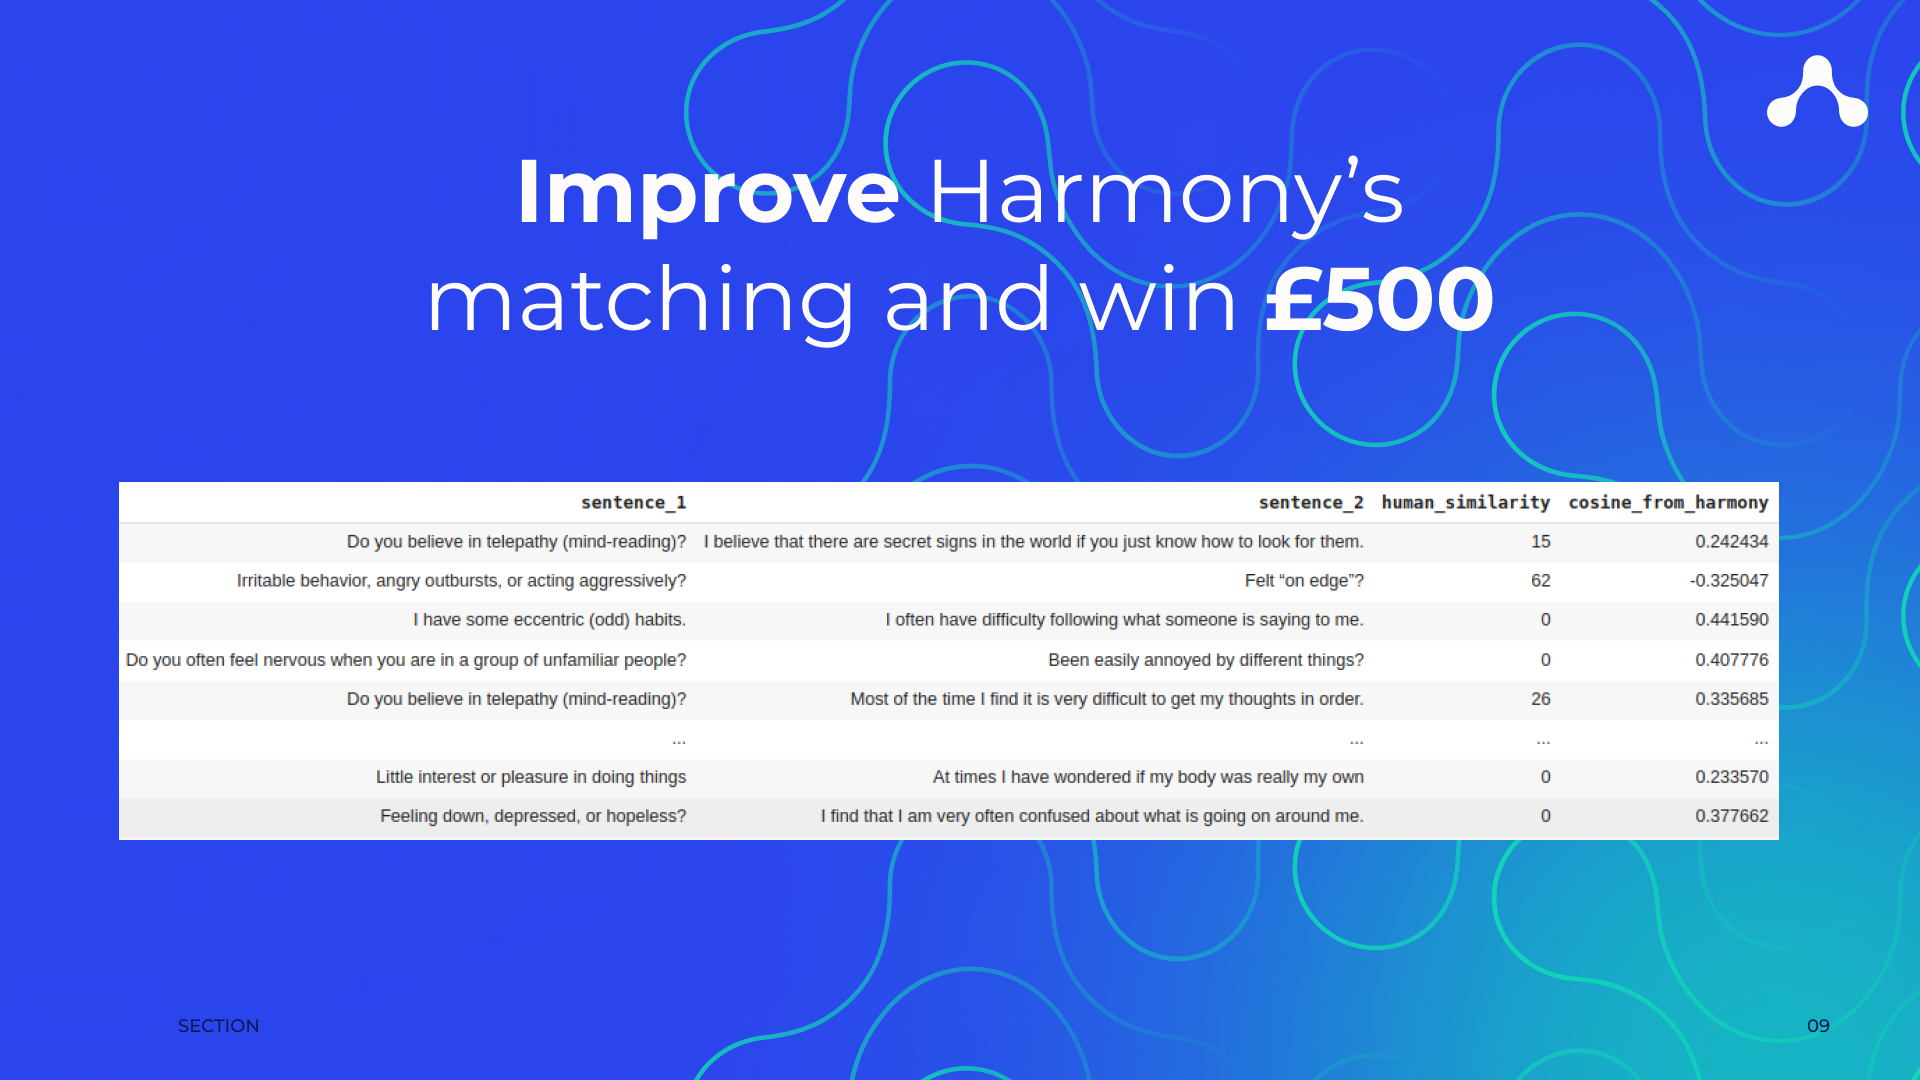 Improve Harmony’s
matching and win £500
sentence_1 sentence_2 human_similarity cosine_from_harmony
Do you believe in telepathy (mind-reading)? I believe that there are secret signs in the world if you just know how to look for them. 15 0.242434
Irritable behavior, angry outbursts, or acting aggressively? Felt “on edge”? 62 -0.325047
I have some eccentric (odd) habits. I often have difficulty following what someone is saying to me. 0 0.441590
Do you often feel nervous when you are in a group of unfamiliar people? Been easily annoyed by different things? 0 0.407776
Do you believe in telepathy (mind-reading)? Most of the time I find it is very difficult to get my thoughts in order. 26 0.335685
... ... ... ...
Little interest or pleasure in doing things At times I have wondered if my body was really my own 0 0.233570
Feeling down, depressed, or hopeless? I find that I am very often confused about what is going on around me. 0 0.377662
SECTION 09